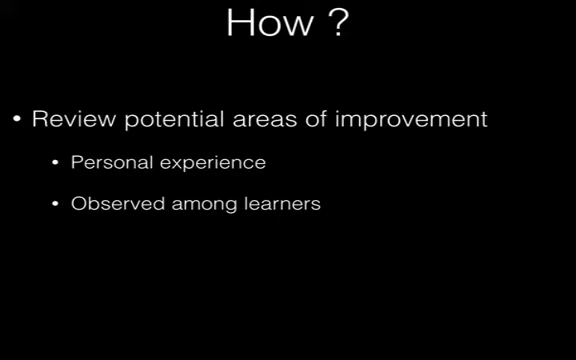 How ?
• Review potential areas of improvement
• Personal experience
• Observed among learners